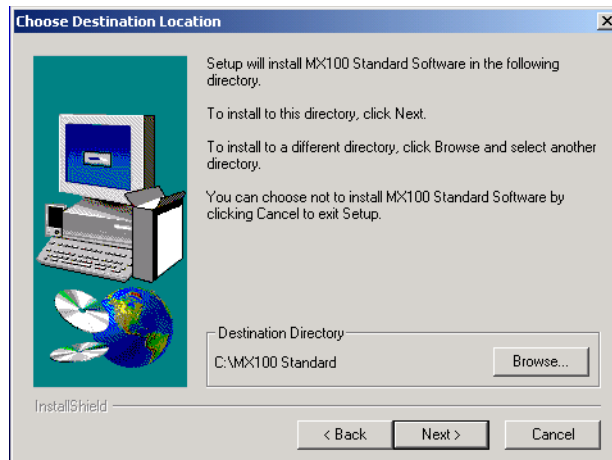 Choose Destination Location
Setup will install MX100 Standard Software in the following
directory.
To install to this directory, click Next.
To install to a different directory, click Browse and select another
directory.
You can choose not to install MX100 Standard Software by
clicking Cancel to exit Setup.
Destination Directory
C:\MX100 Standard
Browse...
InstallShield
< Back
Next >
Cancel